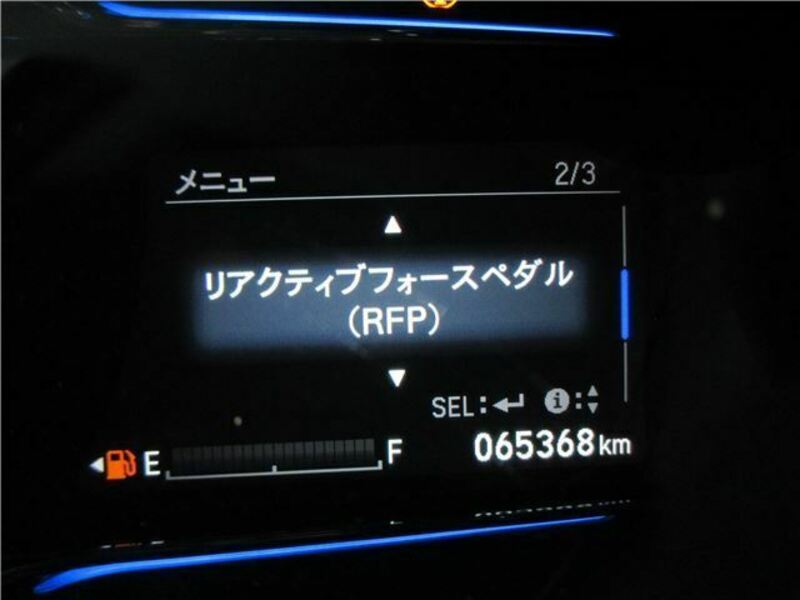 メニュー 2/3
▲
リアクティブフォースペダル
(RFP)
▼
SEL:↵ i:▲▼
E F 065368km